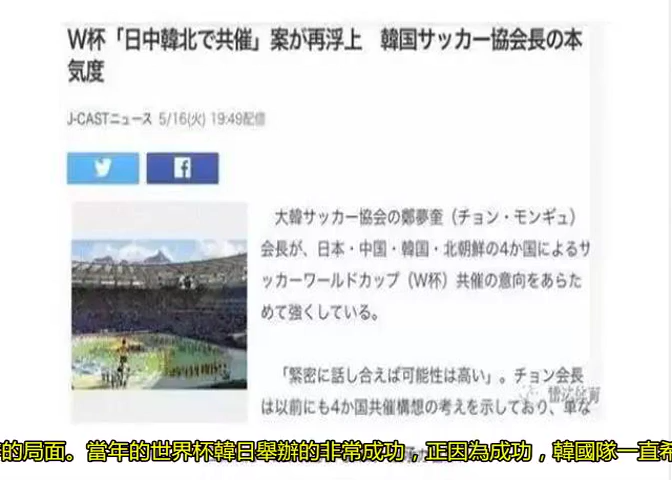 W杯「日中韓北で共催」案が再浮上　韓国サッカー協会長の本
気度
J-CASTニュース 5/16(火) 19:49配信
大韓サッカー協会の鄭夢奎（チョン・モンギュ）
会長が、日本・中国・韓国・北朝鮮の4か国によるサ
ッカーワールドカップ（W杯）共催の意向をあらた
めて強くしている。
「緊密に話し合えば可能性は高い」。チョン会長
は以前にも4か国共催構想の考えを示しており、単な
的局面。當年的世界杯韓日舉辦的非常成功，正因為成功，韓國隊一直希